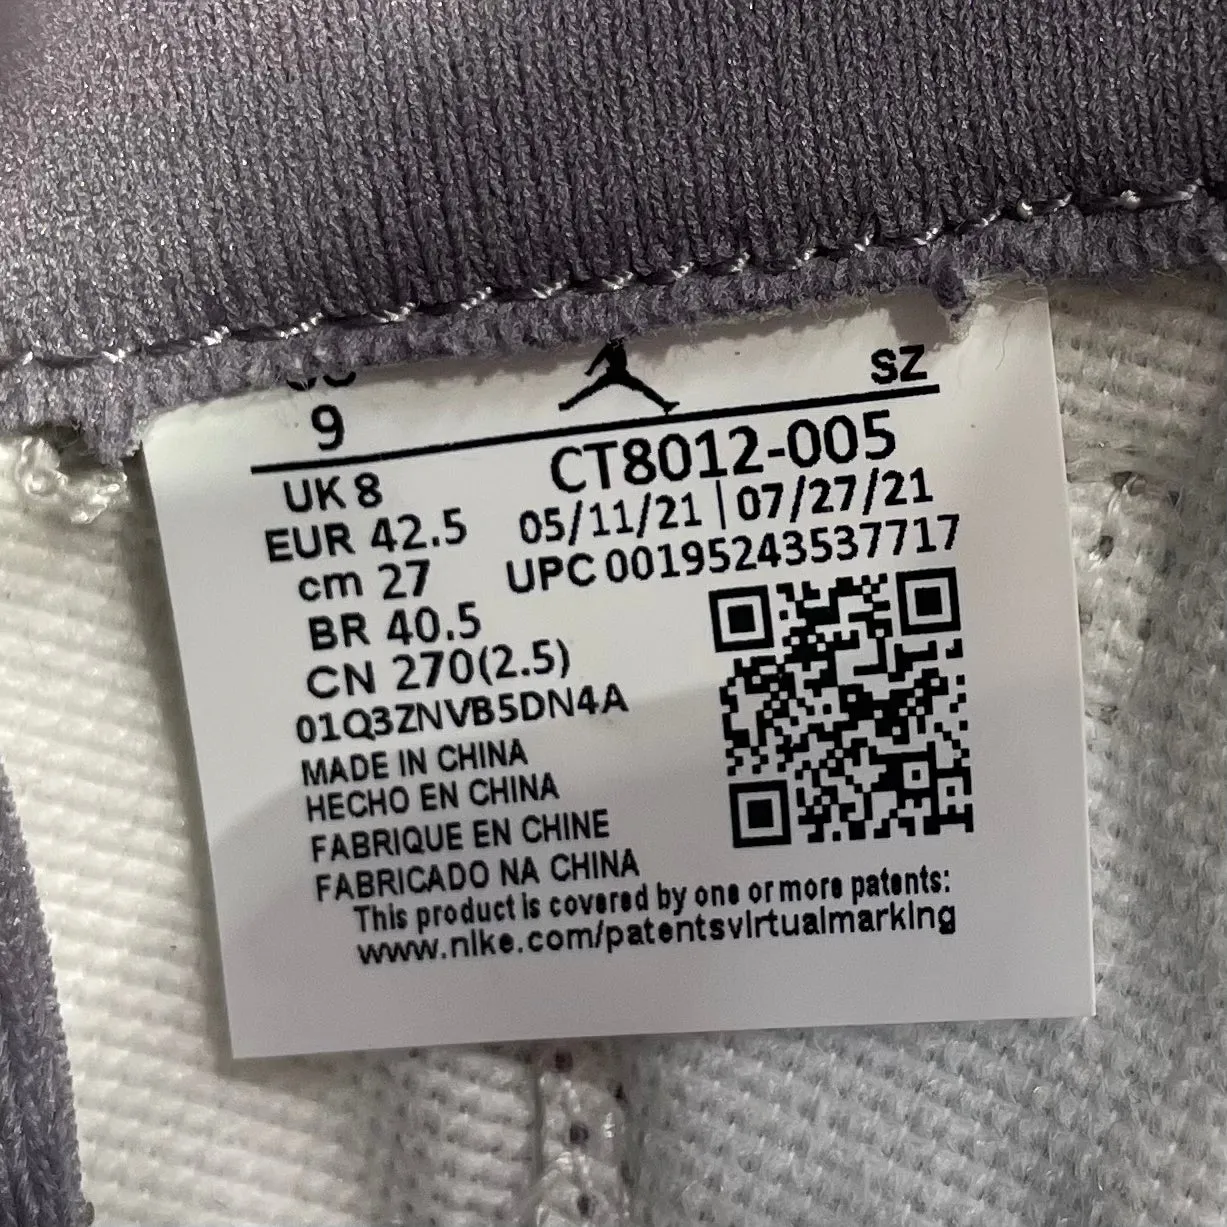 SZ
9
CT8012-005
UK 8
05/11/21 | 07/27/21
EUR 42.5
UPC 00195243537717
cm 27
BR 40.5
CN 270(2.5)
01Q3ZNVB5DN4A
MADE IN CHINA
HECHO EN CHINA
FABRIQUE EN CHINE
FABRICADO NA CHINA
This product is covered by one or more patents:
www.nike.com/patentsvirtualmarking